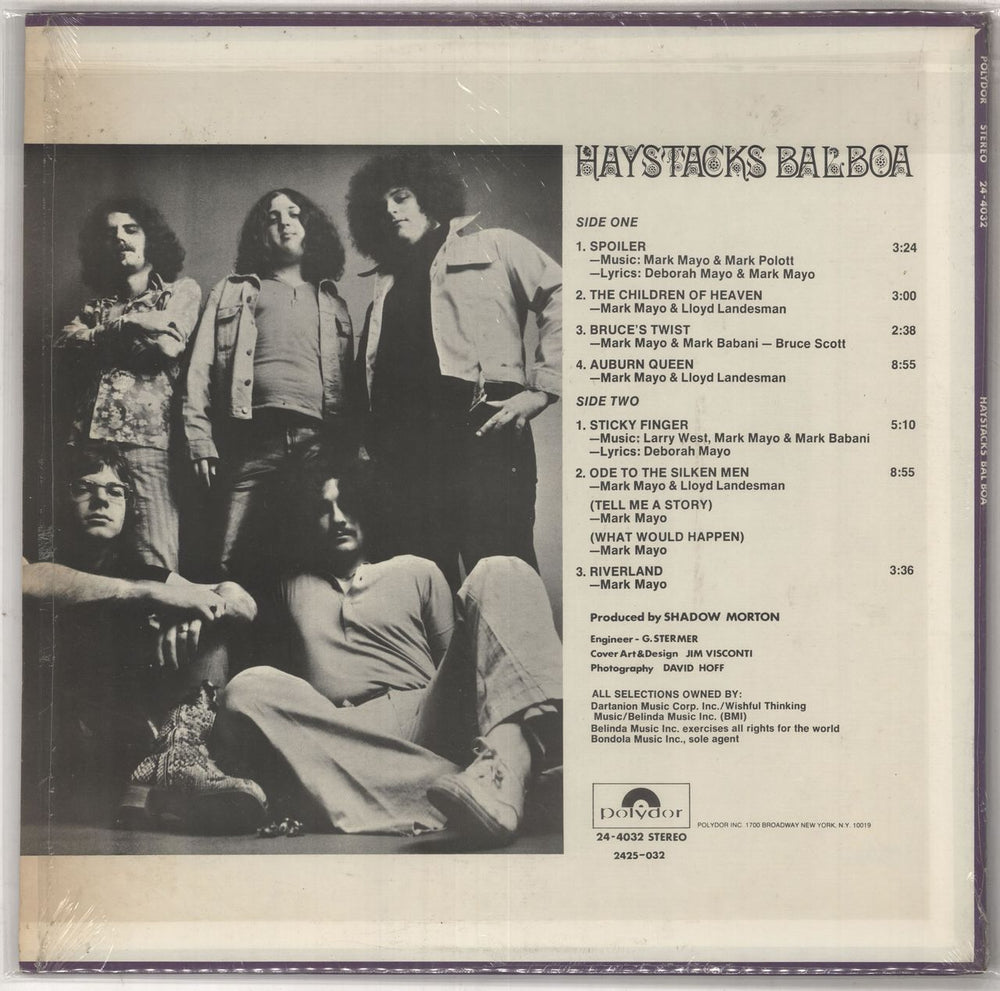 HAYSTACKS BALBOA
SIDE ONE
1. SPOILER 3:24
—Music: Mark Mayo & Mark Polott
—Lyrics: Deborah Mayo & Mark Mayo
2. THE CHILDREN OF HEAVEN 3:00
—Mark Mayo & Lloyd Landesman
3. BRUCE'S TWIST 2:38
—Mark Mayo & Mark Babani — Bruce Scott
4. AUBURN QUEEN 8:55
—Mark Mayo & Lloyd Landesman
SIDE TWO
1. STICKY FINGER 5:10
—Music: Larry West, Mark Mayo & Mark Babani
—Lyrics: Deborah Mayo
2. ODE TO THE SILKEN MEN 8:55
—Mark Mayo & Lloyd Landesman
(TELL ME A STORY)
—Mark Mayo
(WHAT WOULD HAPPEN)
—Mark Mayo
3. RIVERLAND 3:36
—Mark Mayo
Produced by SHADOW MORTON
Engineer - G. STERMER
Cover Art & Design JIM VISCONTI
Photography DAVID HOFF
ALL SELECTIONS OWNED BY:
Dartanion Music Corp. Inc./Wishful Thinking
Music/Belinda Music Inc. (BMI)
Belinda Music Inc. exercises all rights for the world
Bondola Music Inc., sole agent
polydor
POLYDOR INC. 1700 BROADWAY NEW YORK, N.Y. 10019
24-4032 STEREO
2425-032
POLYDOR STEREO 24-4032 HAYSTACKS BALBOA